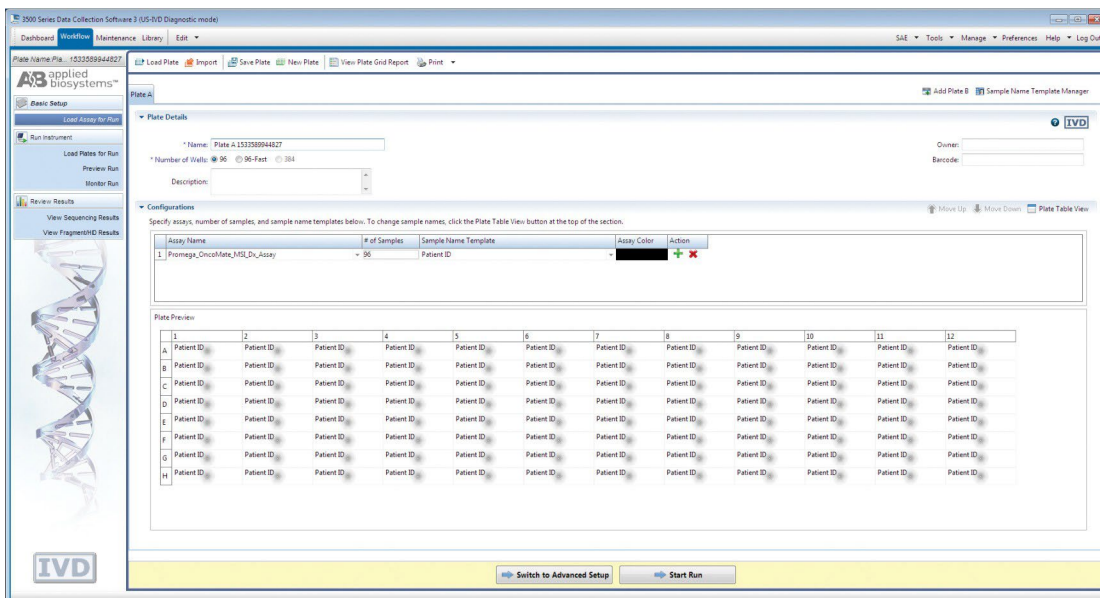 3500 Series Data Collection Software 3 (US-IVD Diagnostic mode)
Dashboard Workflow Maintenance Library Edit SAE Tools Manage Preferences Help Log Out
Plate Name:Pla... 1533589944827
Load Plate Import Save Plate New Plate View Plate Grid Report Print
AB applied biosystems™
Plate A Add Plate B Sample Name Template Manager
Basic Setup
Load Assay for Run
Run Instrument
Load Plates for Run
Preview Run
Monitor Run
Review Results
View Sequencing Results
View Fragment/HID Results
IVD
Plate Details IVD
* Name: Plate A 1533589944827 Owner:
* Number of Wells: 96 96-Fast 384 Barcode:
Description:
Configurations Move Up Move Down Plate Table View
Specify assays, number of samples, and sample name templates below. To change sample names, click the Plate Table View button at the top of the section.
Assay Name # of Samples Sample Name Template Assay Color Action
1 Promega_OncoMate_MSI_Dx_Assay 96 Patient ID
Plate Preview
1 2 3 4 5 6 7 8 9 10 11 12
A Patient ID Patient ID Patient ID Patient ID Patient ID Patient ID Patient ID Patient ID Patient ID Patient ID Patient ID Patient ID
B Patient ID Patient ID Patient ID Patient ID Patient ID Patient ID Patient ID Patient ID Patient ID Patient ID Patient ID Patient ID
C Patient ID Patient ID Patient ID Patient ID Patient ID Patient ID Patient ID Patient ID Patient ID Patient ID Patient ID Patient ID
D Patient ID Patient ID Patient ID Patient ID Patient ID Patient ID Patient ID Patient ID Patient ID Patient ID Patient ID Patient ID
E Patient ID Patient ID Patient ID Patient ID Patient ID Patient ID Patient ID Patient ID Patient ID Patient ID Patient ID Patient ID
F Patient ID Patient ID Patient ID Patient ID Patient ID Patient ID Patient ID Patient ID Patient ID Patient ID Patient ID Patient ID
G Patient ID Patient ID Patient ID Patient ID Patient ID Patient ID Patient ID Patient ID Patient ID Patient ID Patient ID Patient ID
H Patient ID Patient ID Patient ID Patient ID Patient ID Patient ID Patient ID Patient ID Patient ID Patient ID Patient ID Patient ID
Switch to Advanced Setup Start Run